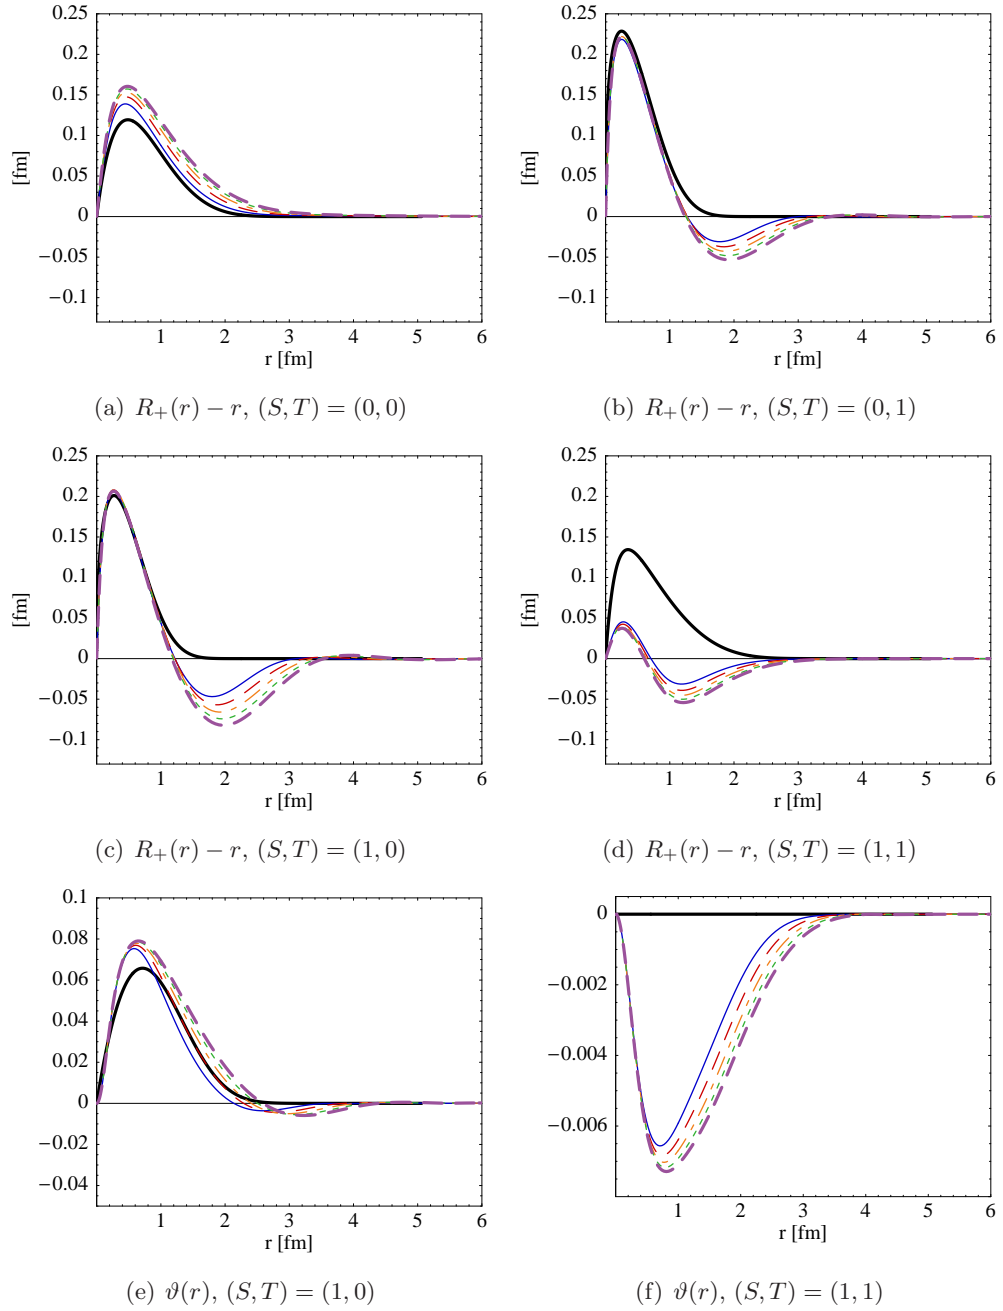 0.25
0.2
0.15
0.1
0.05
0
−0.05
−0.1
[fm]
1 2 3 4 5 6
r [fm]
(a) R₊(r) − r, (S, T) = (0, 0)
0.25
0.2
0.15
0.1
0.05
0
−0.05
−0.1
[fm]
1 2 3 4 5 6
r [fm]
(b) R₊(r) − r, (S, T) = (0, 1)
0.25
0.2
0.15
0.1
0.05
0
−0.05
−0.1
[fm]
1 2 3 4 5 6
r [fm]
(c) R₊(r) − r, (S, T) = (1, 0)
0.25
0.2
0.15
0.1
0.05
0
−0.05
−0.1
[fm]
1 2 3 4 5 6
r [fm]
(d) R₊(r) − r, (S, T) = (1, 1)
0.1
0.08
0.06
0.04
0.02
0
−0.02
−0.04
1 2 3 4 5 6
r [fm]
(e) ϑ(r), (S, T) = (1, 0)
0
−0.002
−0.004
−0.006
1 2 3 4 5 6
r [fm]
(f) ϑ(r), (S, T) = (1, 1)